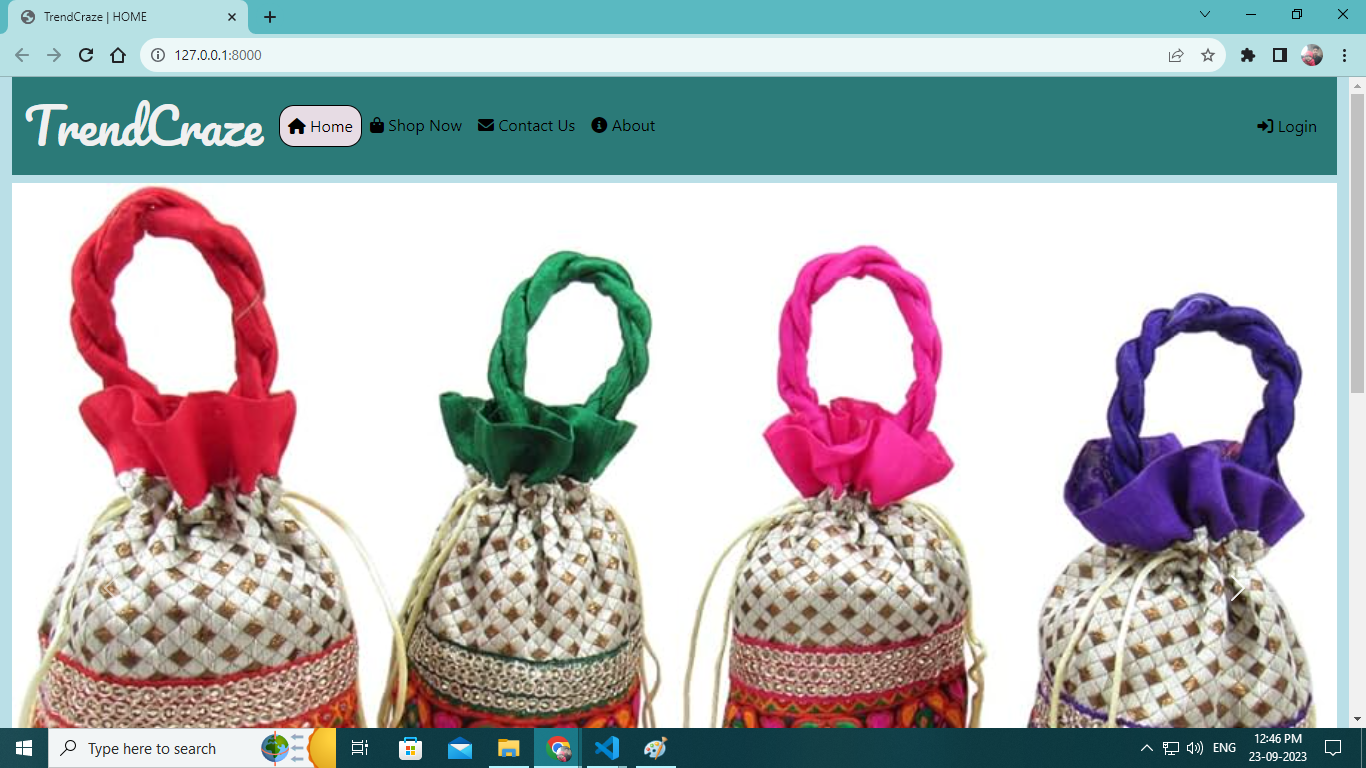 TrendCraze | HOME
127.0.0.1:8000
TrendCraze Home Shop Now Contact Us About Login
Type here to search
ENG
12:46 PM
23-09-2023